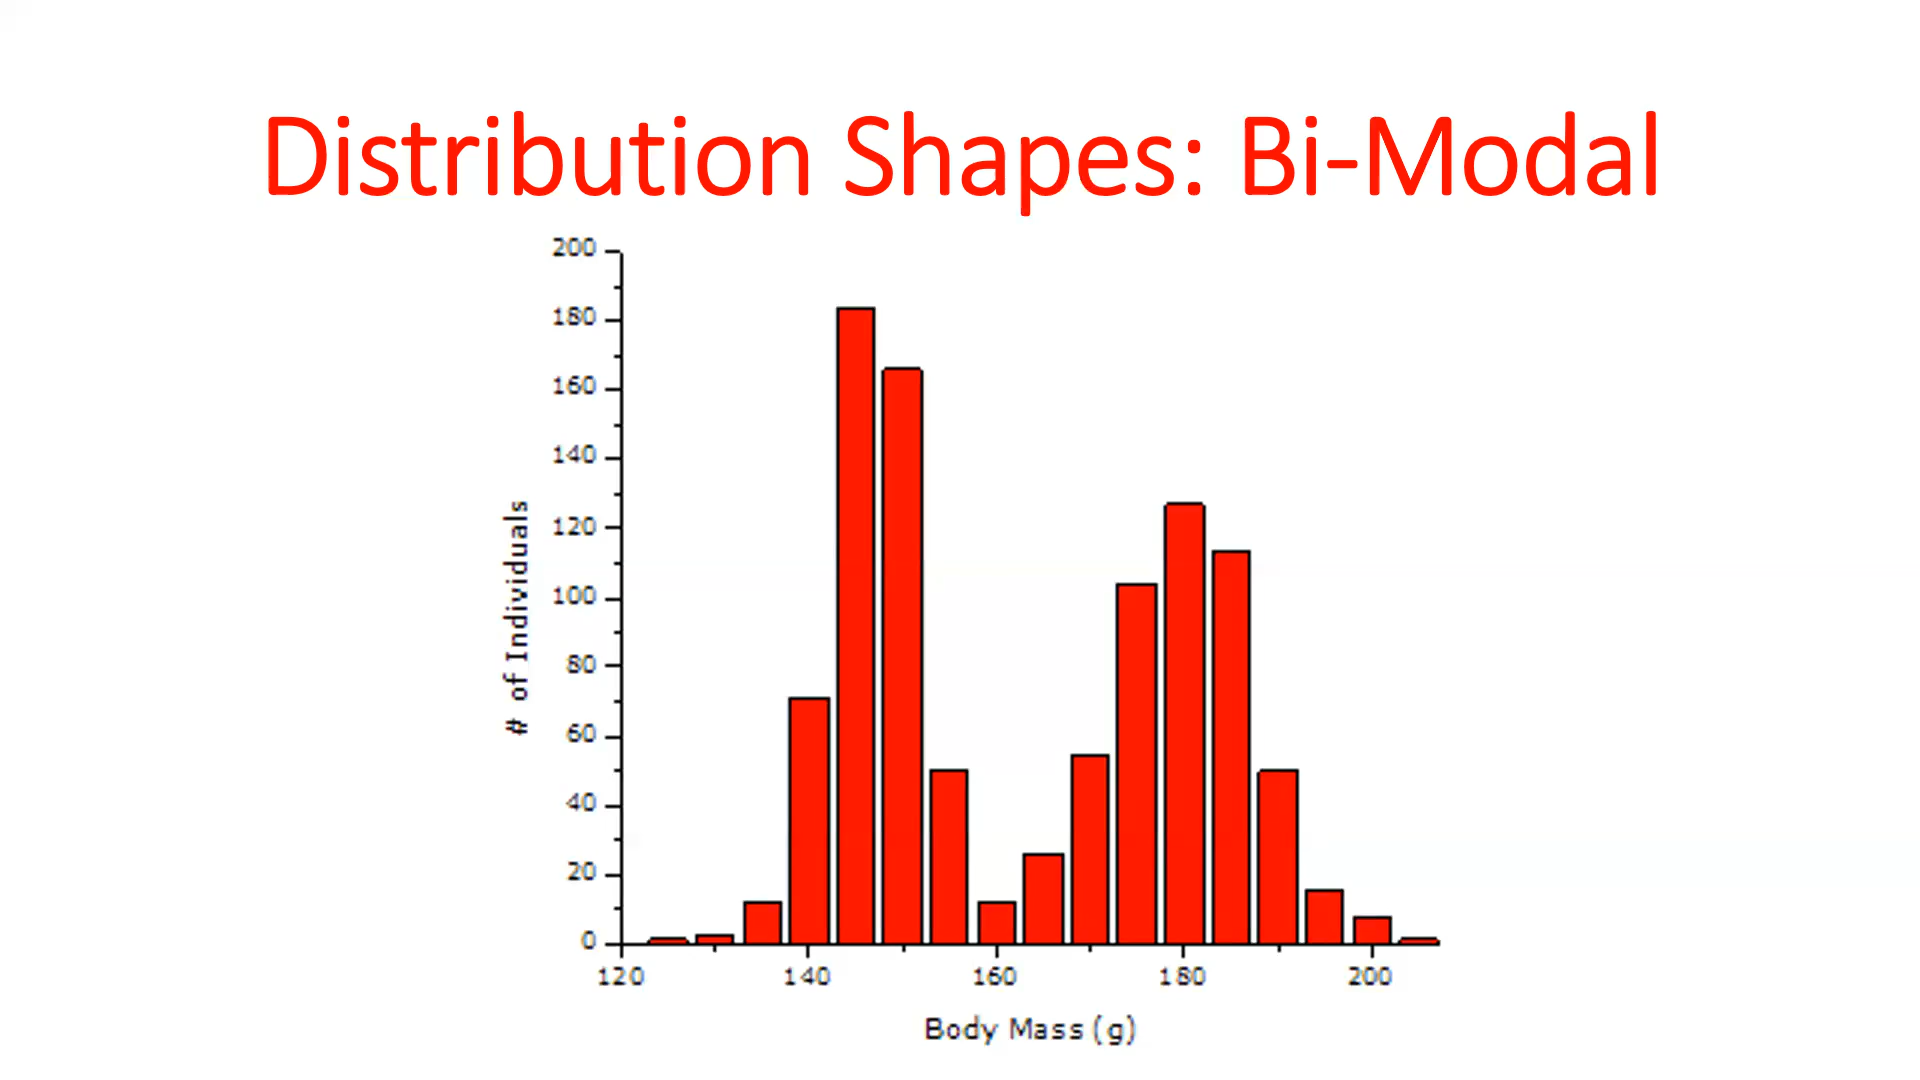 Distribution Shapes: Bi-Modal
200
180
160
140
120
100
80
60
40
20
0
# of Individuals
120 140 160 180 200
Body Mass (g)